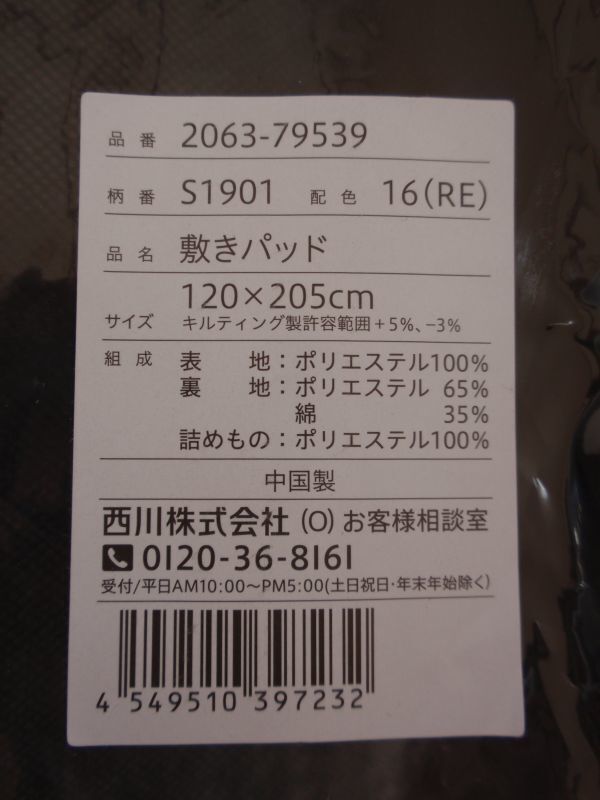 品番 2063-79539
柄番 S1901 配色 16(RE)
品名 敷きパッド
サイズ 120×205cm
キルティング製許容範囲+5%、−3%
組成 表地:ポリエステル100%
裏地:ポリエステル 65%
綿 35%
詰めもの:ポリエステル100%
中国製
西川株式会社 (O) お客様相談室
0120-36-8161
受付/平日AM10:00〜PM5:00(土日祝日・年末年始除く)
4 549510 397232